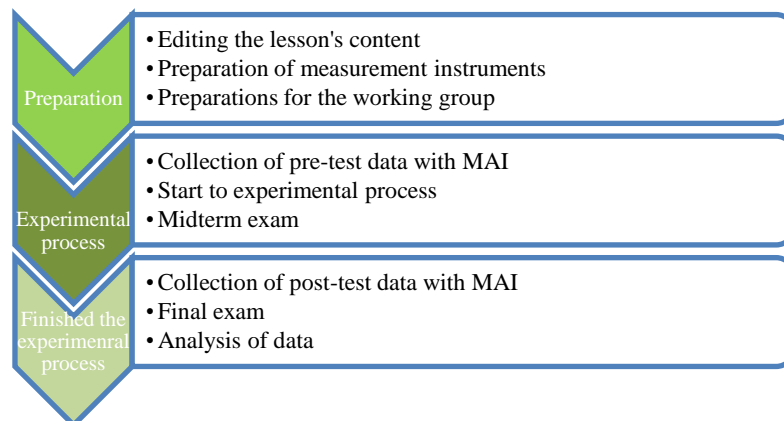 Preparation
• Editing the lesson's content
• Preparation of measurement instruments
• Preparations for the working group
Experimental
process
• Collection of pre-test data with MAI
• Start to experimental process
• Midterm exam
Finished the
experimenral
process
• Collection of post-test data with MAI
• Final exam
• Analysis of data